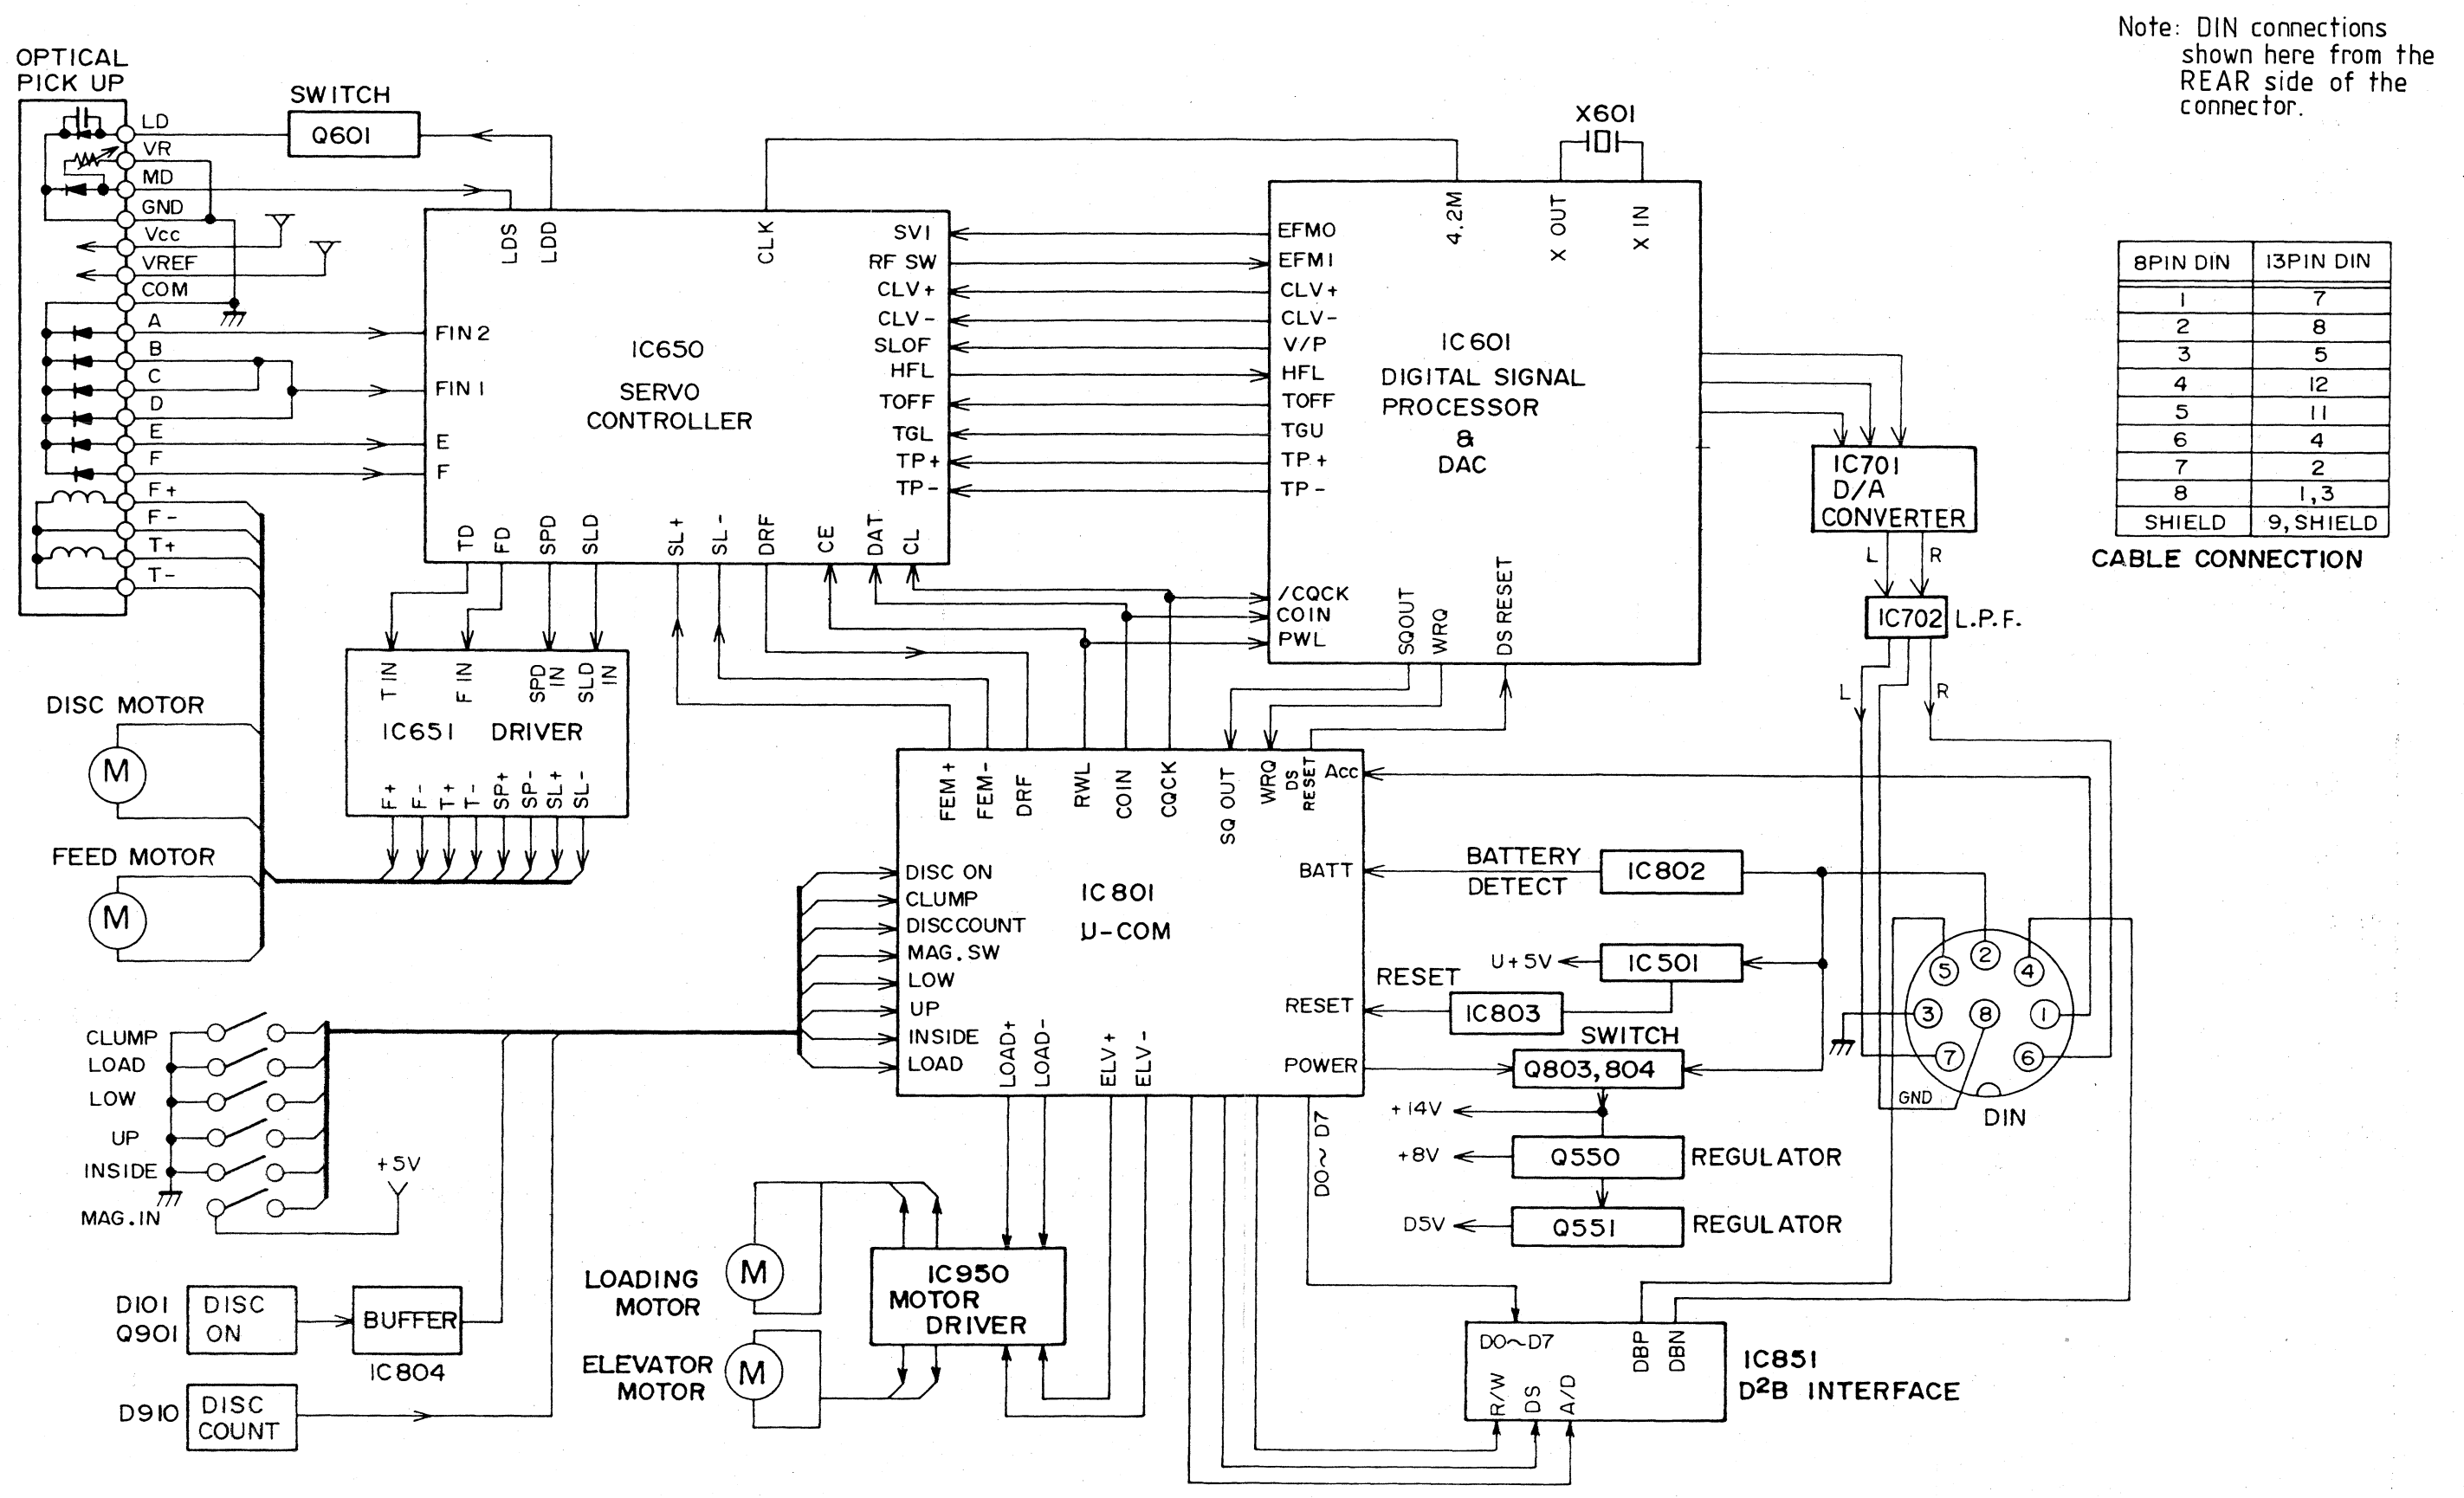 Note: DIN connections
shown here from the
REAR side of the
connector.
OPTICAL
PICK UP
LD
VR
MD
GND
Vcc
VREF
COM
A
B
C
D
E
F
F+
F-
T+
T-
SWITCH
Q601
LDS
LDD
CLK
FIN2
FIN1
E
F
IC650
SERVO
CONTROLLER
SVI
RF SW
CLV+
CLV-
SLOF
HFL
TOFF
TGL
TP+
TP-
TD
FD
SPD
SLD
SL+
SL-
DRF
CE
DAT
CL
X601
4.2M
X OUT
X IN
EFMO
EFMI
CLV+
CLV-
V/P
HFL
TOFF
TGU
TP+
TP-
/CQCK
COIN
PWL
IC601
DIGITAL SIGNAL
PROCESSOR
&
DAC
SQOUT
WRQ
DSRESET
IC701
D/A
CONVERTER
L
R
IC702
L.P.F.
L
R
8PIN DIN 13PIN DIN
1 7
2 8
3 5
4 12
5 11
6 4
7 2
8 1,3
SHIELD 9,SHIELD
CABLE CONNECTION
T IN
F IN
SPD IN
SLD IN
IC651 DRIVER
F+
F-
T+
T-
SP+
SP-
SL+
SL-
DISC MOTOR
M
FEED MOTOR
M
FEM+
FEM-
DRF
RWL
COIN
CQCK
SQ OUT
WRQ
DS RESET
Acc
BATT
RESET
POWER
DISC ON
CLUMP
DISCCOUNT
MAG.SW
LOW
UP
INSIDE
LOAD
IC801
μ-COM
LOAD+
LOAD-
ELV+
ELV-
D0~D7
BATTERY
DETECT
IC802
U+5V
IC501
RESET
IC803
SWITCH
Q803,804
+14V
+8V
Q550
REGULATOR
D5V
Q551
REGULATOR
5
2
4
3
8
1
7
6
GND
DIN
CLUMP
LOAD
LOW
UP
INSIDE
MAG.IN
+5V
D101
Q901
DISC
ON
BUFFER
IC804
D910
DISC
COUNT
LOADING
MOTOR
M
ELEVATOR
MOTOR
M
IC950
MOTOR
DRIVER
D0~D7
DBP
DBN
R/W
DS
A/D
IC851
D²B INTERFACE